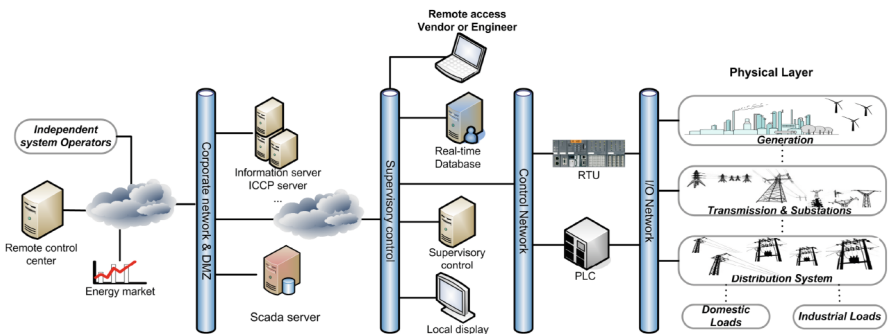 Remote access
Vendor or Engineer
Physical Layer
Independent
system Operators
Remote control
center
Energy market
Corporate network & DMZ
Information server
ICCP server
...
Scada server
Supervisory control
Real-time
Database
Supervisory
control
Local display
Control Network
RTU
PLC
I/O Network
Generation
Transmission & Substations
Distribution System
Domestic
Loads
Industrial Loads